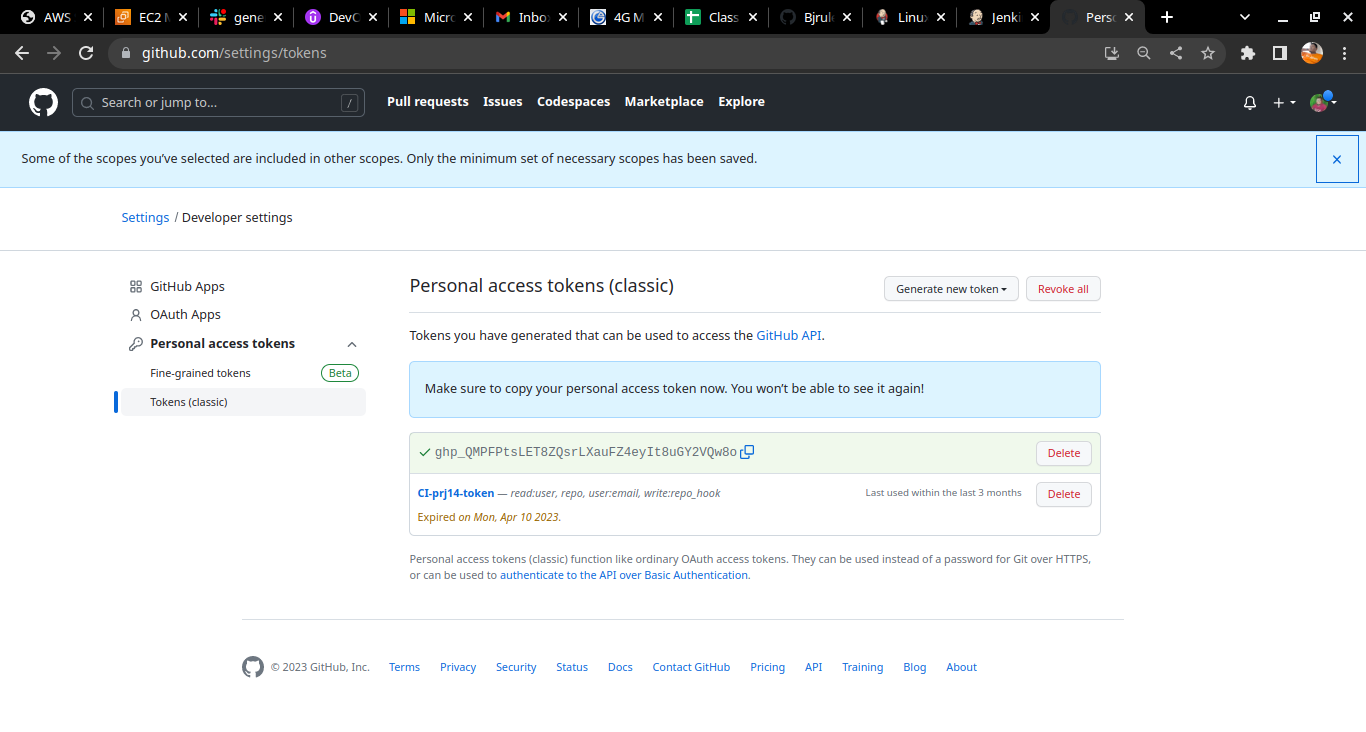 AWS
EC2 M
gene
DevO
Micro
Inbox
4G M
Class
Bjrule
Linux
Jenki
Perso
github.com/settings/tokens
Search or jump to...
/
Pull requests
Issues
Codespaces
Marketplace
Explore
Some of the scopes you’ve selected are included in other scopes. Only the minimum set of necessary scopes has been saved.
Settings / Developer settings
GitHub Apps
OAuth Apps
Personal access tokens
Fine-grained tokens
Beta
Tokens (classic)
Personal access tokens (classic)
Generate new token
Revoke all
Tokens you have generated that can be used to access the GitHub API.
Make sure to copy your personal access token now. You won’t be able to see it again!
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
Delete
CI-prj14-token — read:user, repo, user:email, write:repo_hook
Last used within the last 3 months
Delete
Expired on Mon, Apr 10 2023.
Personal access tokens (classic) function like ordinary OAuth access tokens. They can be used instead of a password for Git over HTTPS,
or can be used to authenticate to the API over Basic Authentication.
© 2023 GitHub, Inc.
Terms
Privacy
Security
Status
Docs
Contact GitHub
Pricing
API
Training
Blog
About